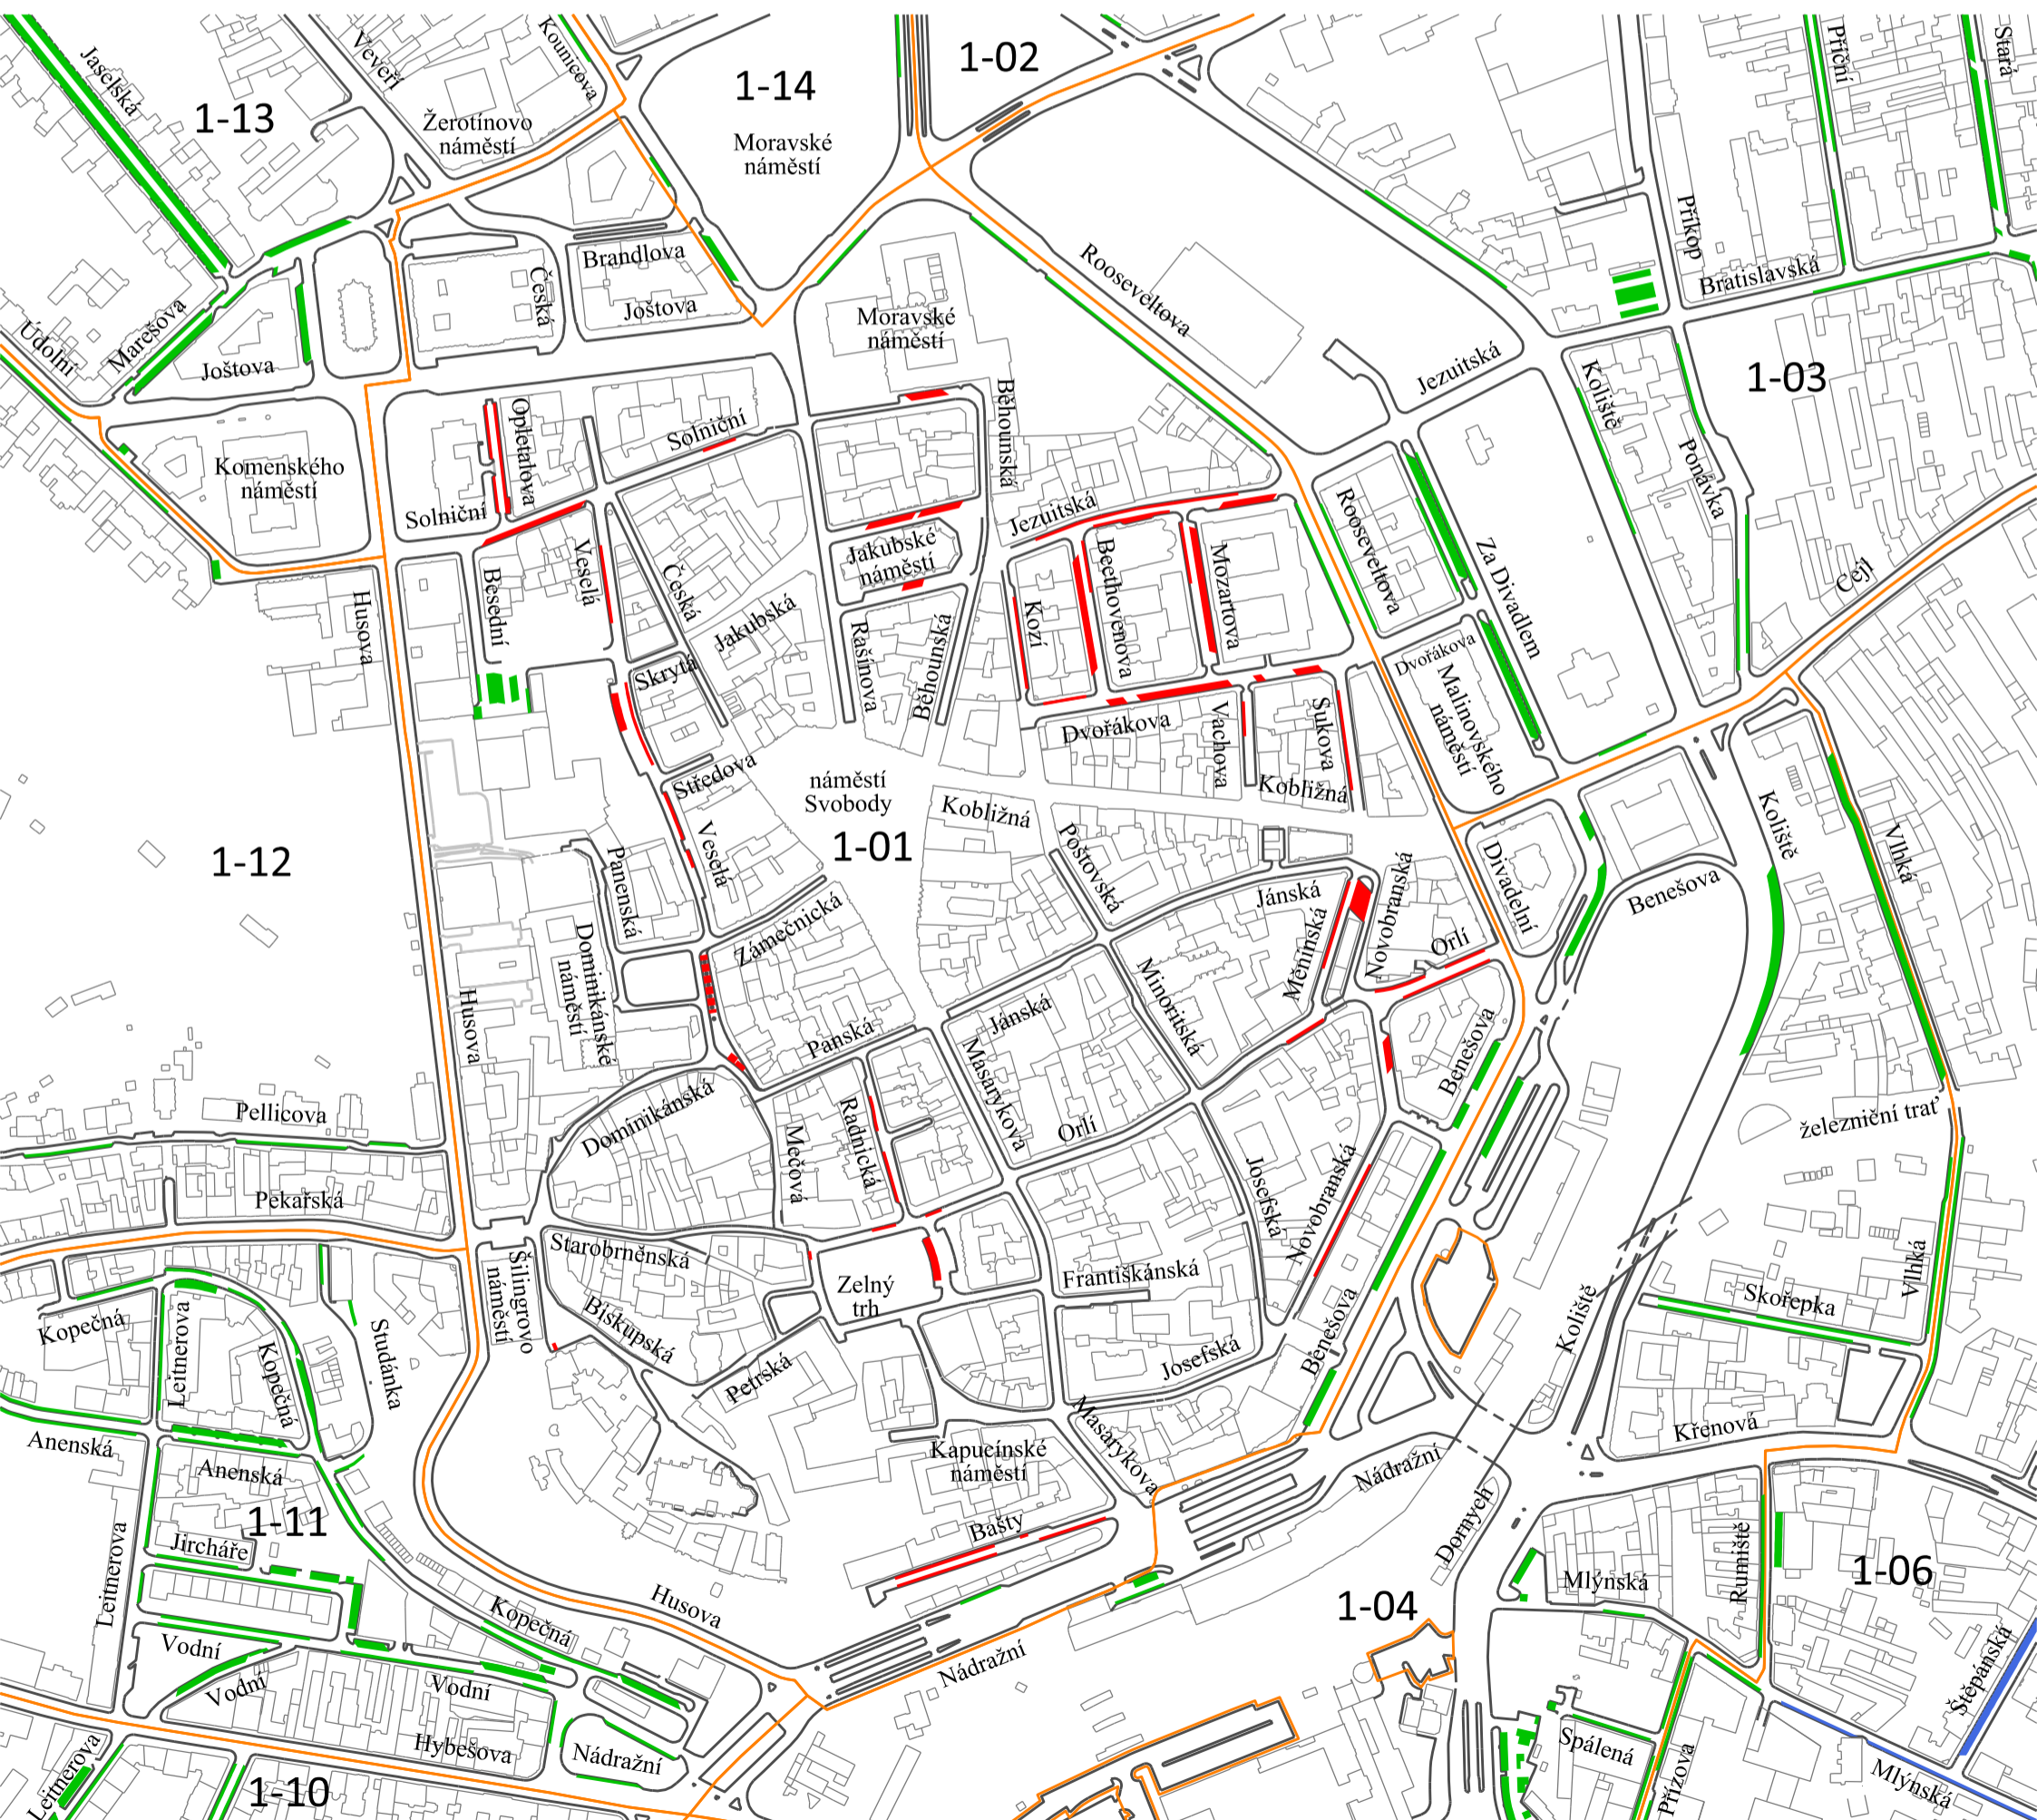 Jaselská
1-13
Veveří
Žerotínovo
náměstí
Kounicova
1-14
Moravské
náměstí
1-02
Příční
Stará
Příkop
Bratislavská
Brandlova
Česká
Joštova
Moravské
náměstí
Rooseveltova
Jezuitská
Koliště
1-03
Ponávka
Údolní
Marešova
Joštova
Komenského
náměstí
Opletalova
Solniční
Solniční
Běhounská
Jezuitská
Jakubské
náměstí
Rooseveltova
Za Divadlem
Cejl
Husova
Besední
Veselá
Česká
Jakubská
Skrytá
Rašínova
Běhounská
Kozí
Beethovenova
Mozartova
Dvořákova
Malinovského
náměstí
Dvořákova
Vachova
Sukova
Kobližná
Středova
náměstí
Svobody
1-01
Kobližná
Poštovská
Veselá
Panenská
Dominikánské
náměstí
Zámečnická
1-12
Husova
Jánská
Měnínská
Novobranská
Orlí
Divadelní
Benešova
Koliště
Vlhká
Panská
Jánská
Minoritská
Masarykova
Benešova
železniční trať
Pellicova
Pekařská
Dominikánská
Mečová
Radnická
Orlí
Josefská
Novobranská
Starobrněnská
Šilingrovo
náměstí
Biskupská
Petrská
Zelný
trh
Františkánská
Josefská
Benešova
Koliště
Skořepka
Vlhká
Křenová
Kopečná
Leitnerova
Kopečná
Studánka
Anenská
Anenská
1-11
Jircháře
Leitnerova
Vodní
Vodní
Vodní
Kopečná
Husova
Kapucínské
náměstí
Masarykova
Bašty
Nádražní
Nádražní
Dornych
1-04
Mlýnská
Rumiště
1-06
Štěpánská
Mlýnská
Spálená
Přízova
Hybešova
Nádražní
Leitnerova
1-10